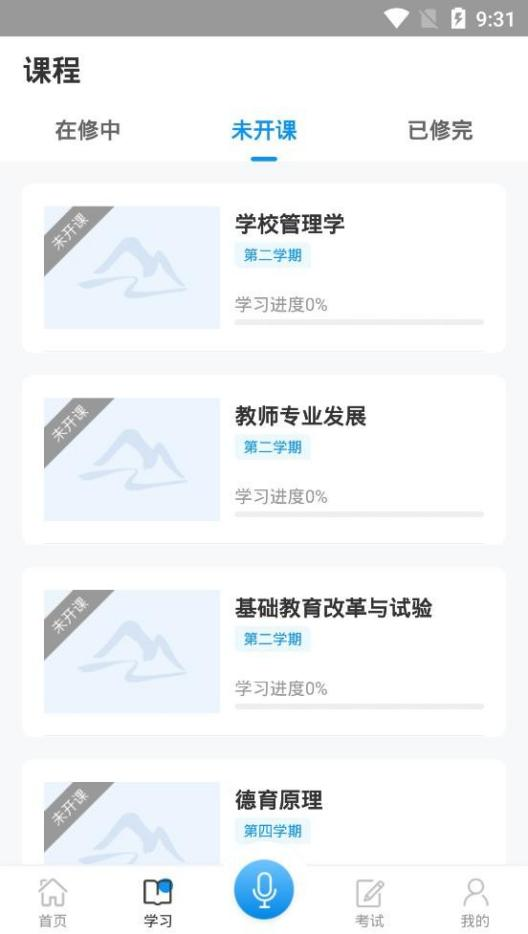 9:31
课程
在修中
未开课
已修完
未开课
学校管理学
第二学期
学习进度0%
未开课
教师专业发展
第二学期
学习进度0%
未开课
基础教育改革与试验
第二学期
学习进度0%
未开课
德育原理
第四学期
首页
学习
考试
我的